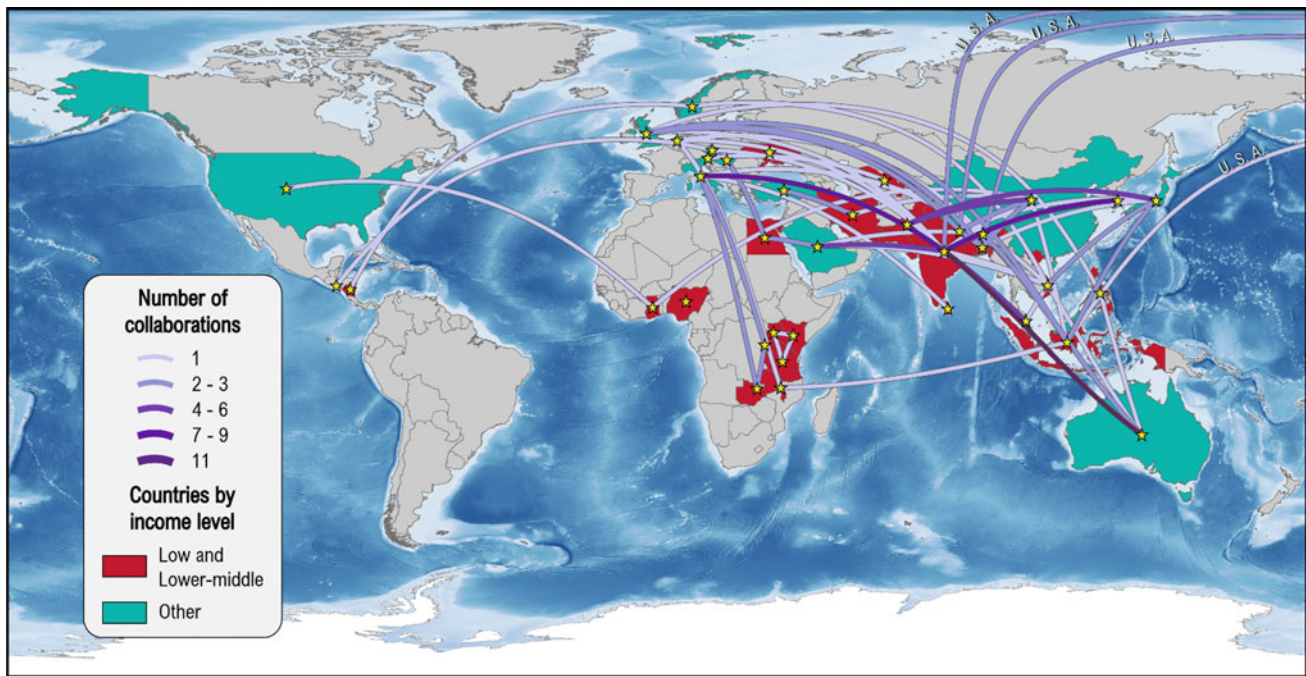 U. S. A.
U. S. A.
U. S. A.
U. S. A.
Number of
collaborations
1
2 - 3
4 - 6
7 - 9
11
Countries by
income level
Low and
Lower-middle
Other